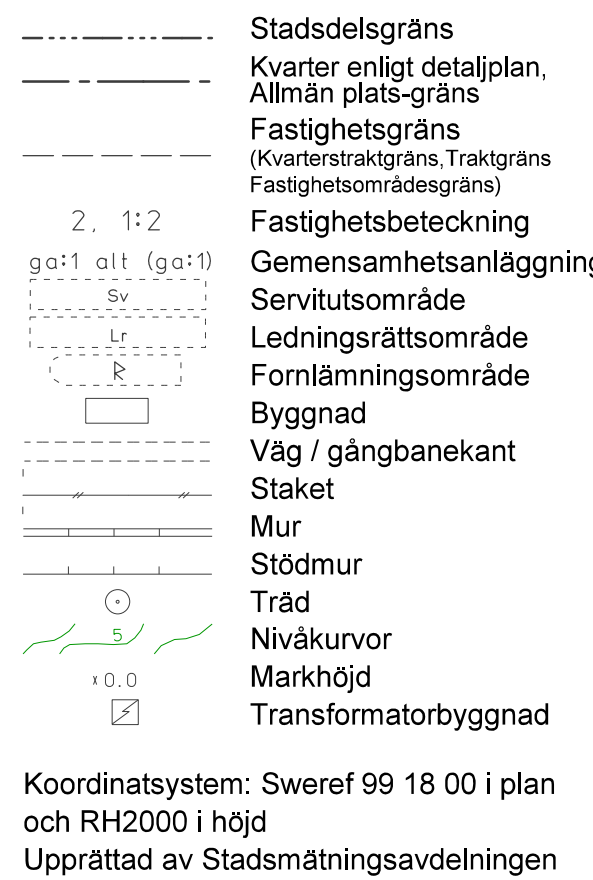 Stadsdelsgräns
Kvarter enligt detaljplan,
Allmän plats-gräns
Fastighetsgräns
(Kvarterstraktgräns,Traktgräns
Fastighetsområdesgräns)
2, 1:2 Fastighetsbeteckning
ga:1 alt (ga:1) Gemensamhetsanläggning
Sv Servitutsområde
Lr Ledningsrättsområde
R Fornlämningsområde
Byggnad
Väg / gångbanekant
Staket
Mur
Stödmur
Träd
5 Nivåkurvor
x0.0 Markhöjd
Transformatorbyggnad
Koordinatsystem: Sweref 99 18 00 i plan
och RH2000 i höjd
Upprättad av Stadsmätningsavdelningen